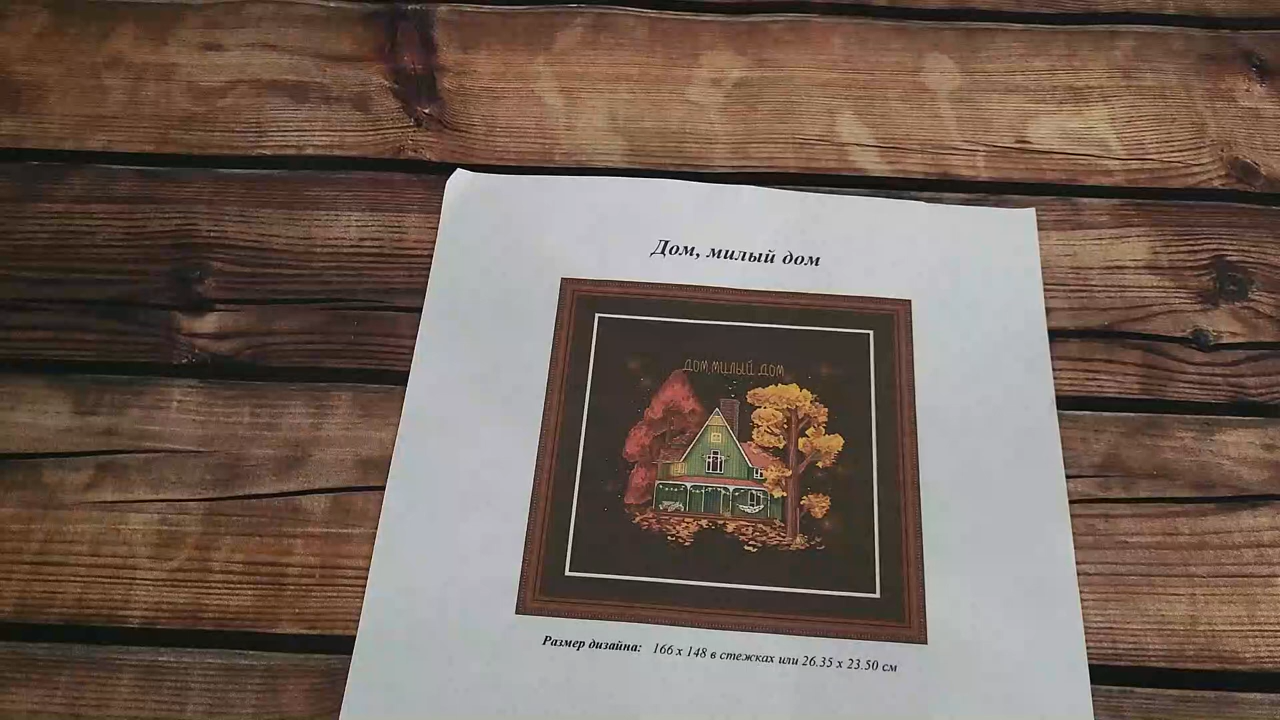 Дом, милый дом
ДОМ, МИЛЫЙ ДОМ
Размер дизайна: 166 х 148 в стежках или 26.35 х 23.50 см